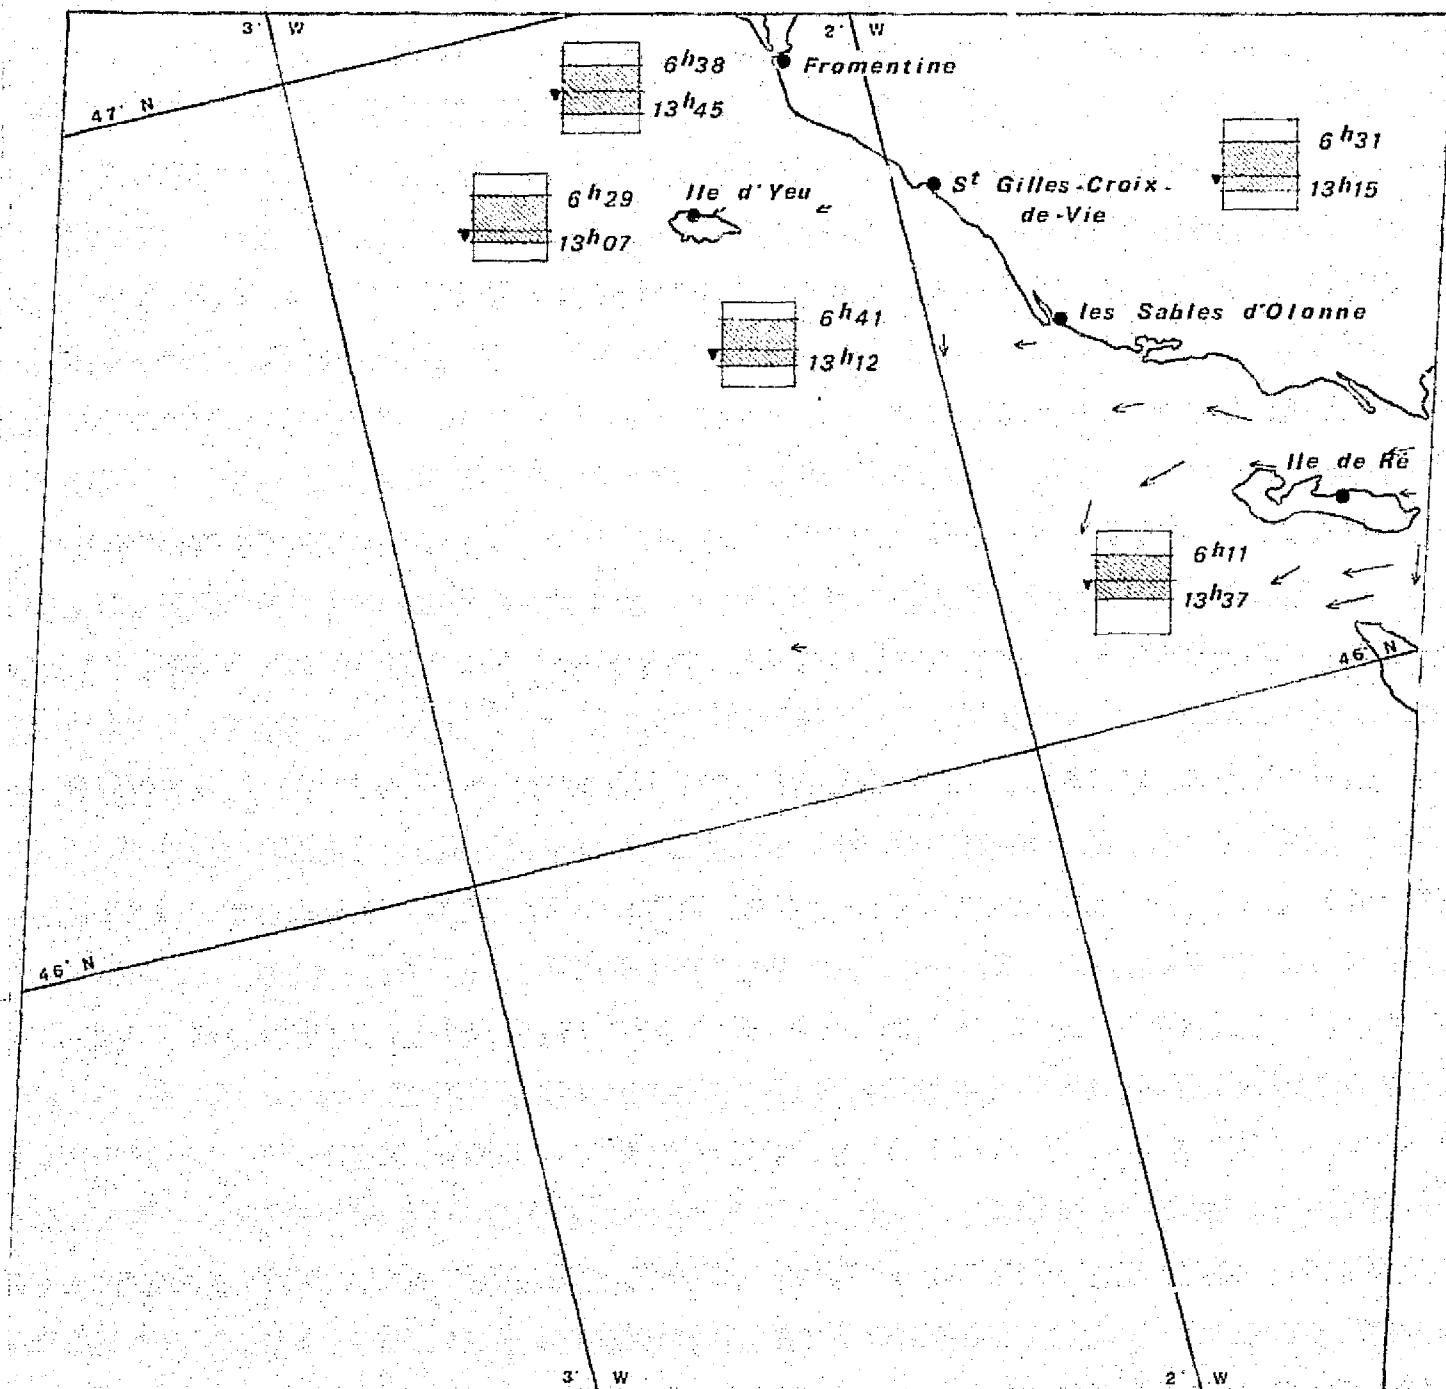 3° W
2° W
47° N
6h38
13h45
Fromentine
6h31
13h15
6h29
13h07
Ile d'Yeu
St Gilles-Croix-
de-Vie
6h41
13h12
les Sables d'Olonne
Ile de Ré
6h11
13h37
46° N
46° N
3° W
2° W